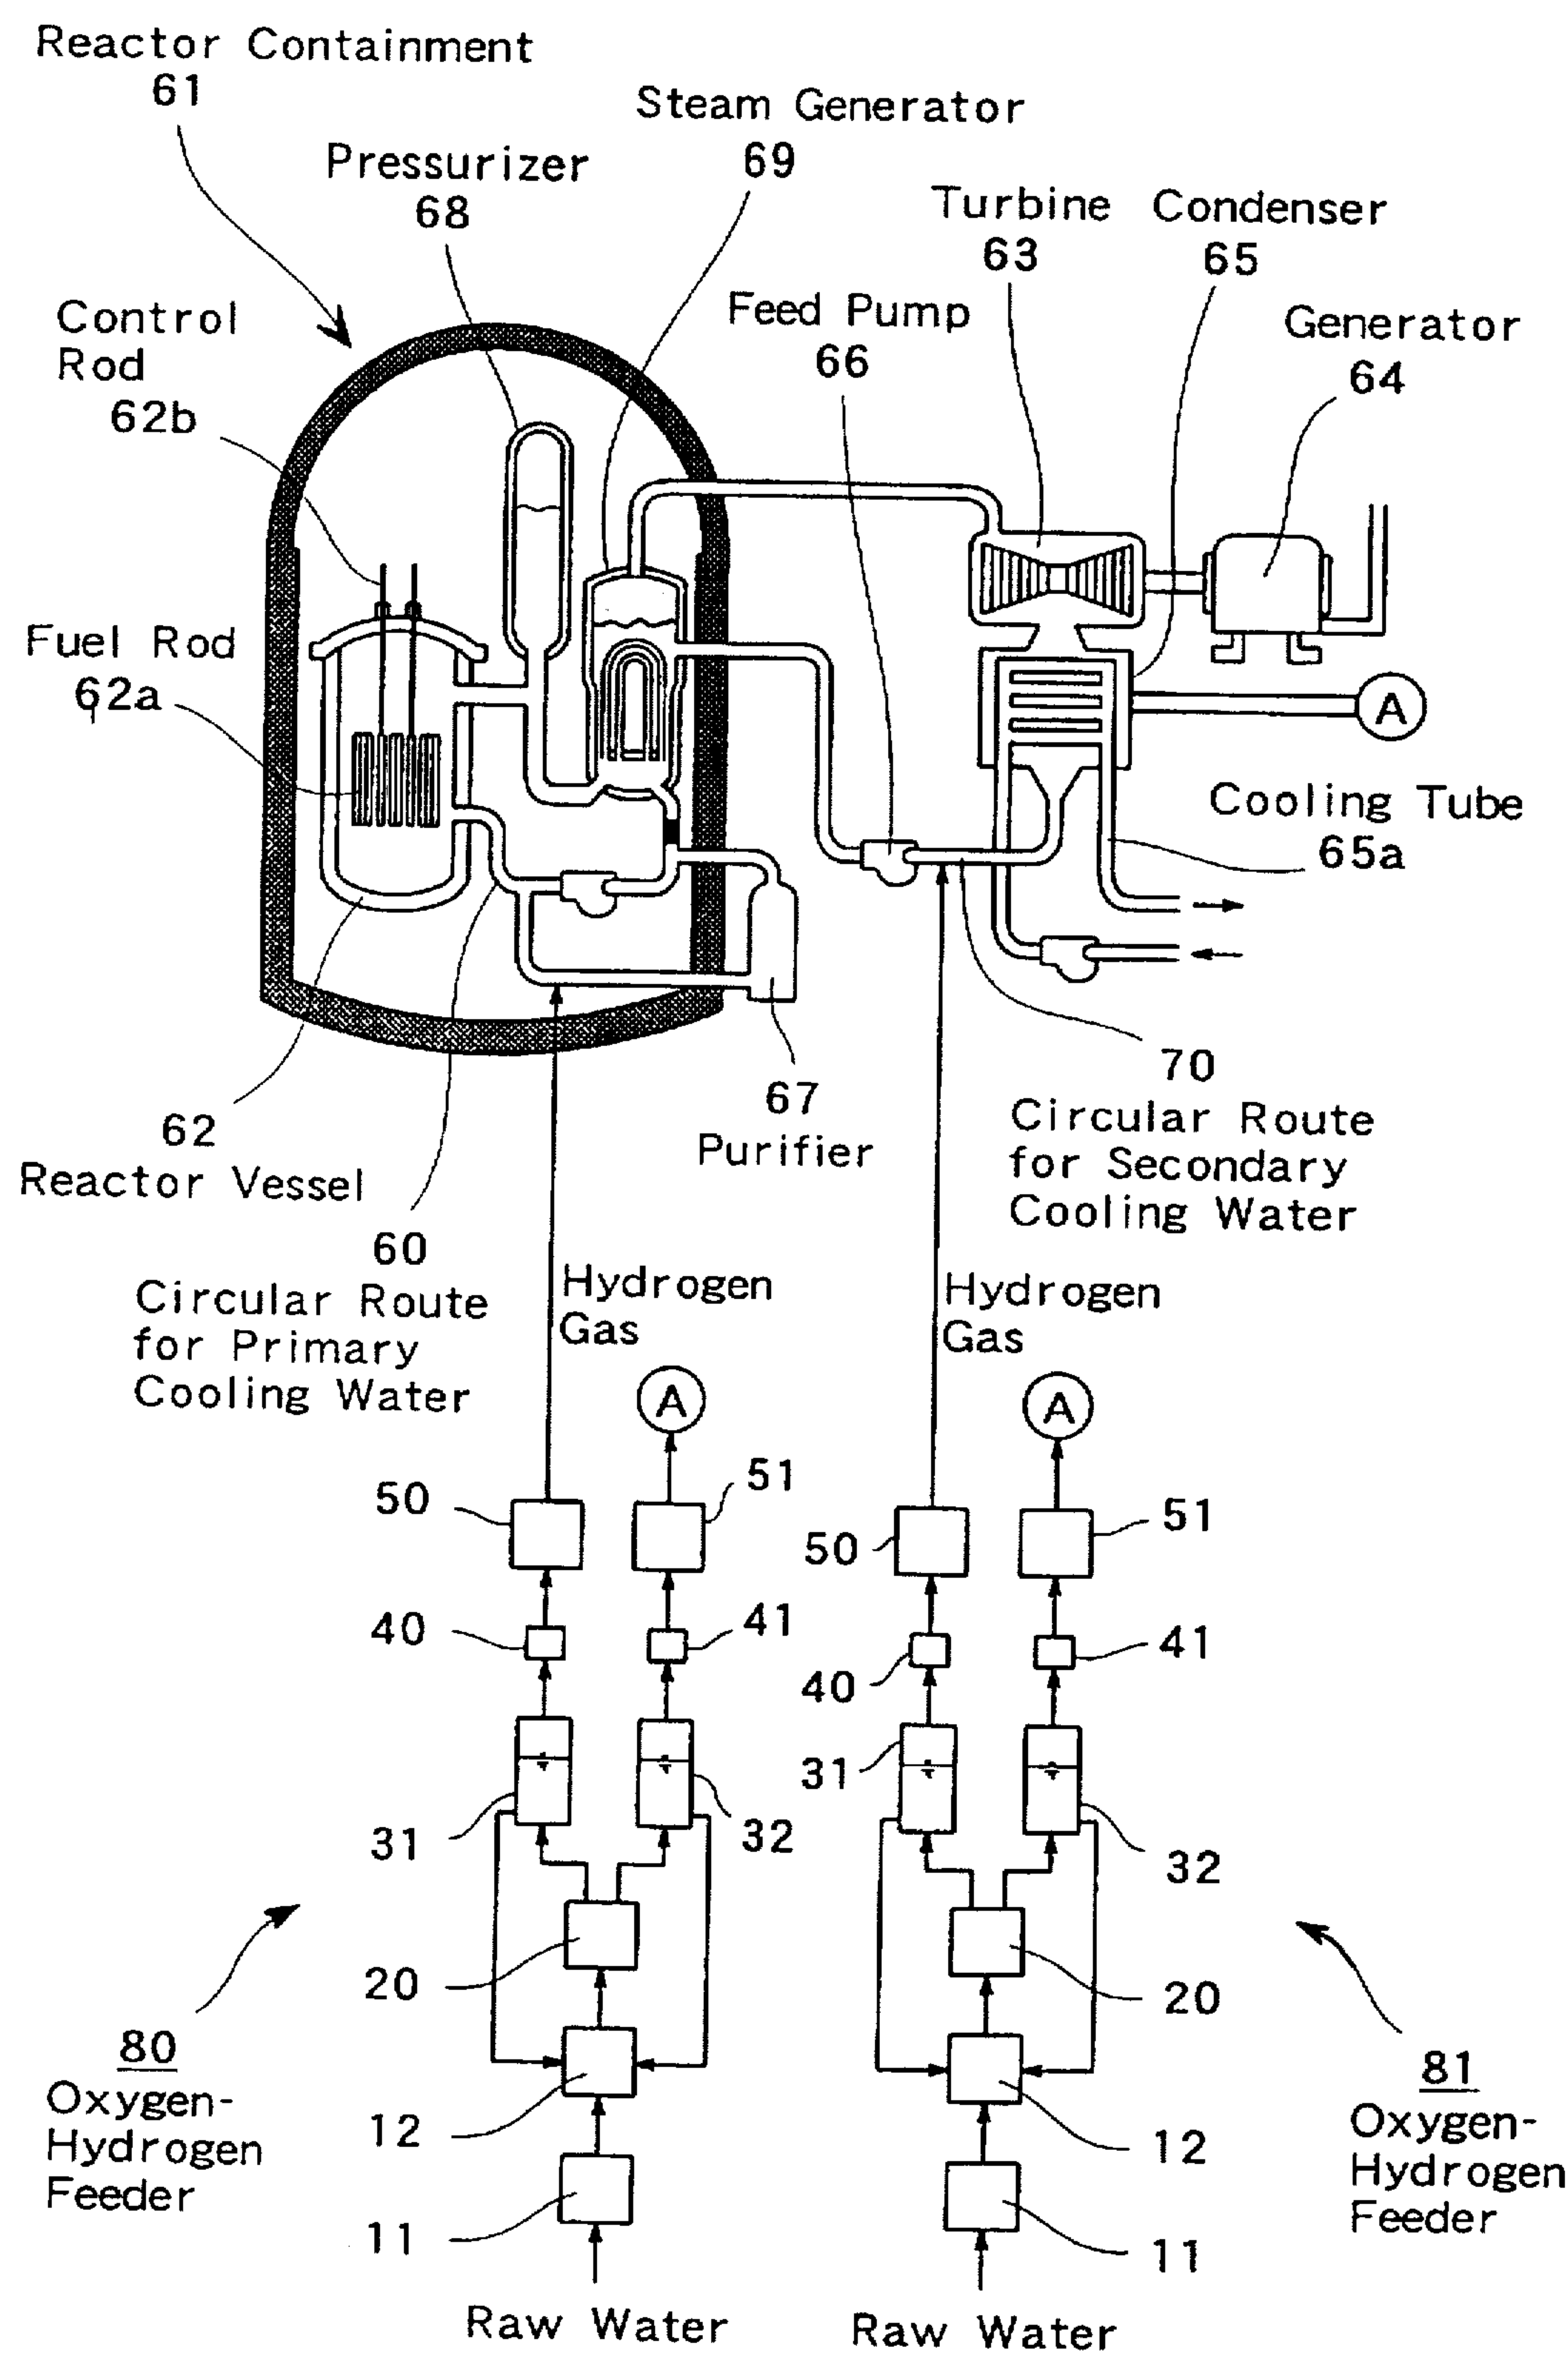 Reactor Containment
61
Steam Generator
69
Pressurizer
68
Turbine
63
Condenser
65
Control
Rod
62b
Feed Pump
66
Generator
64
Fuel Rod
62a
A
Cooling Tube
65a
62
Reactor Vessel
67
Purifier
70
Circular Route
for Secondary
Cooling Water
60
Circular Route
for Primary
Cooling Water
Hydrogen
Gas
Hydrogen
Gas
A
A
50
51
50
51
40
41
40
41
31
32
31
32
20
20
80
Oxygen-
Hydrogen
Feeder
81
Oxygen-
Hydrogen
Feeder
12
12
11
11
Raw Water
Raw Water